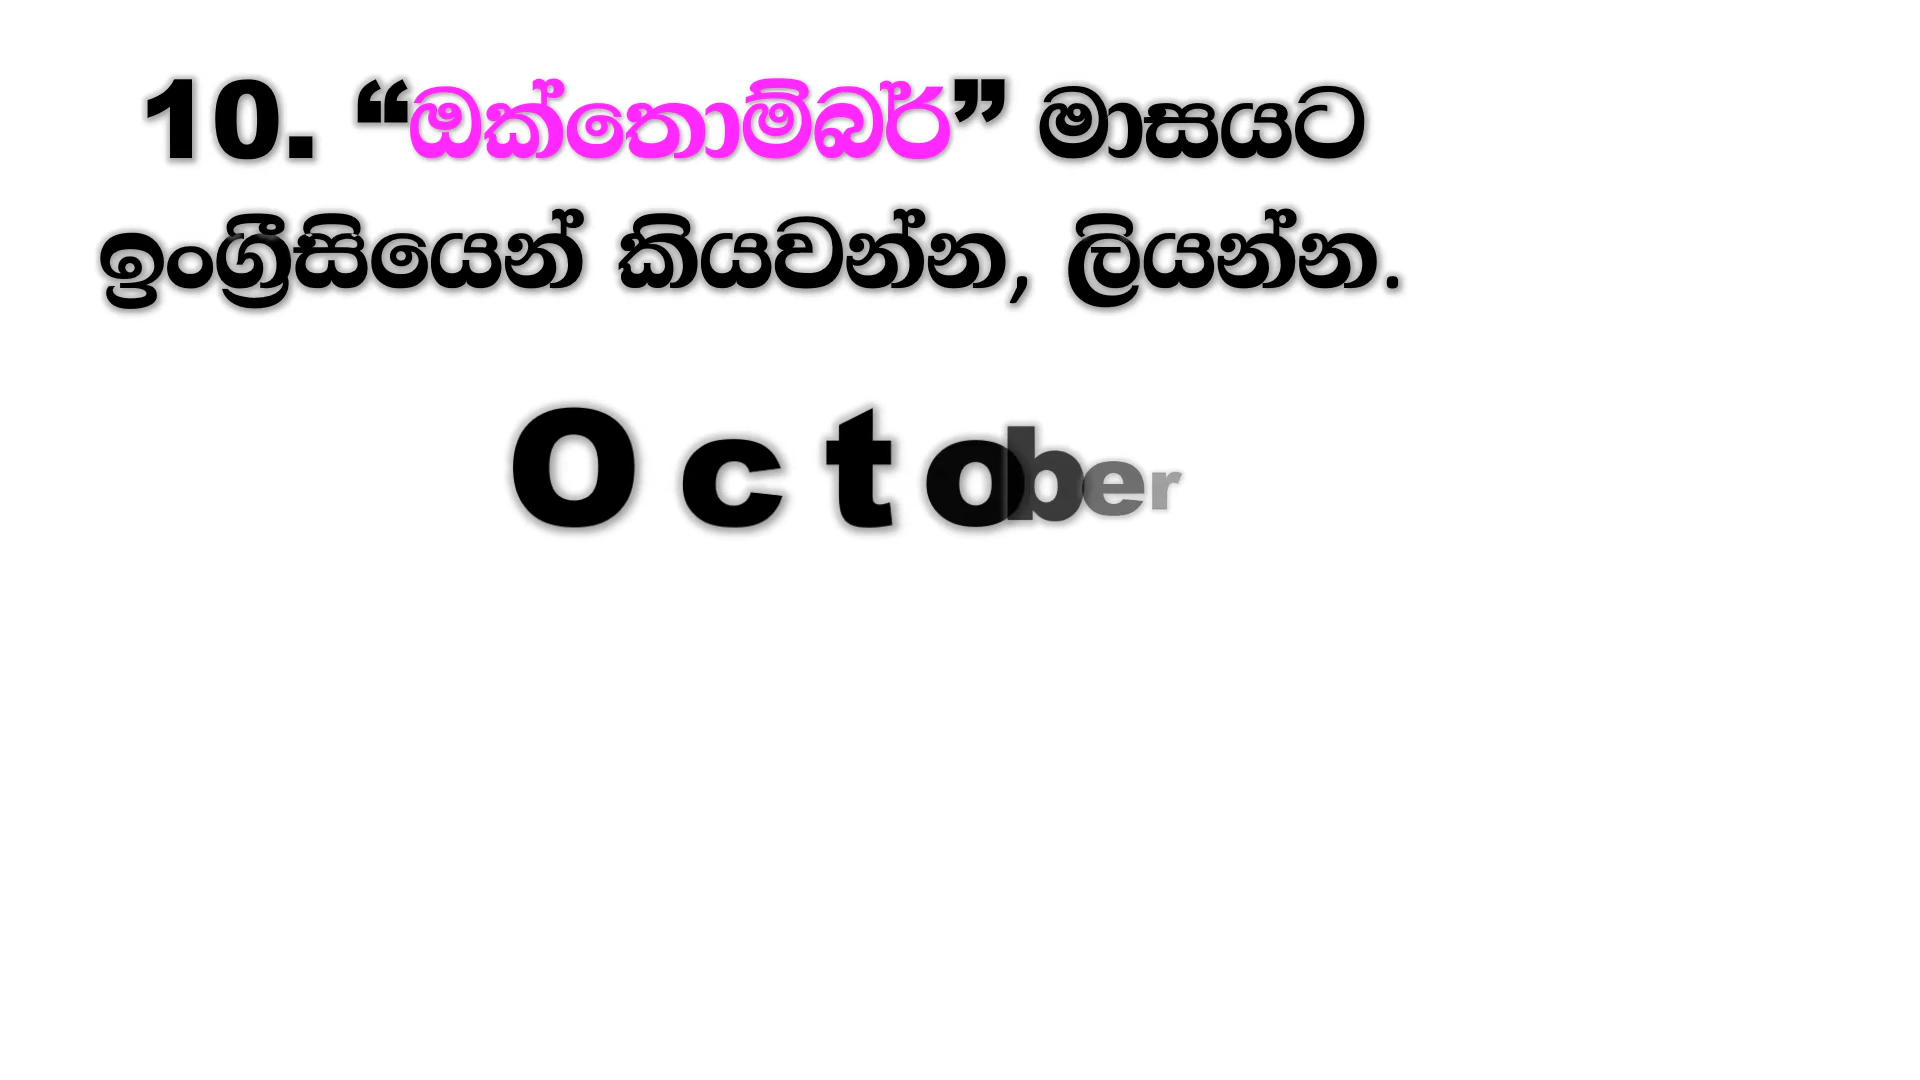 10. “ඔක්තොම්බර්” මාසයට
ඉංග්‍රීසියෙන් කියවන්න, ලියන්න.
October